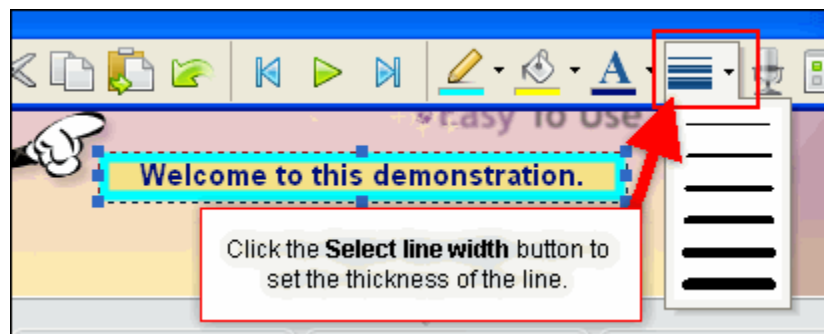 A
Easy To Use
Welcome to this demonstration.
Click the Select line width button to
set the thickness of the line.